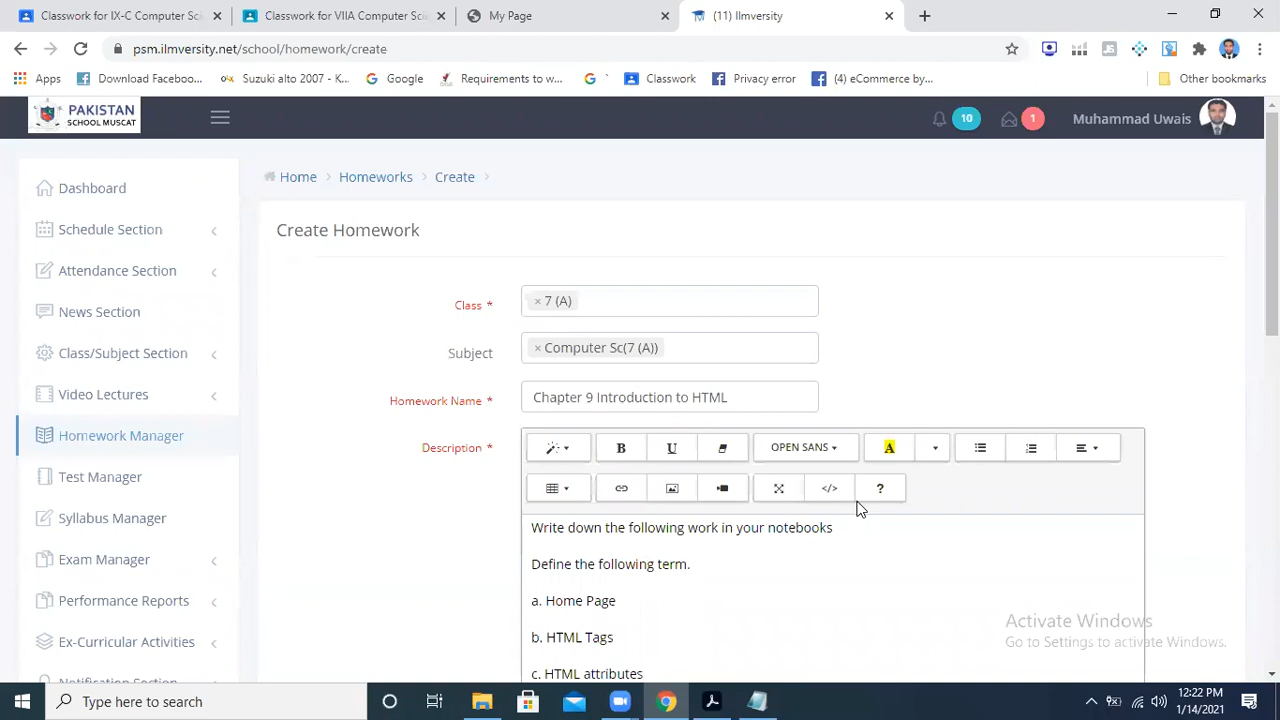 Classwork for IX-C Computer Sc
Classwork for VIIA Computer Sci
My Page
(11) Ilmversity
psm.ilmversity.net/school/homework/create
Apps
Download Faceboo...
Suzuki alto 2007 - K...
Google
Requirements to w...
Classwork
Privacy error
(4) eCommerce by...
Other bookmarks
PAKISTAN
SCHOOL MUSCAT
10
1
Muhammad Uwais
Dashboard
Schedule Section
Attendance Section
News Section
Class/Subject Section
Video Lectures
Homework Manager
Test Manager
Syllabus Manager
Exam Manager
Performance Reports
Ex-Curricular Activities
Notification Section
Home > Homeworks > Create >
Create Homework
Class * × 7 (A)
Subject × Computer Sc(7 (A))
Homework Name * Chapter 9 Introduction to HTML
Description *
B U OPEN SANS A
</> ?
Write down the following work in your notebooks
Define the following term.
a. Home Page
b. HTML Tags
c. HTML attributes
Activate Windows
Go to Settings to activate Windows.
Type here to search
12:22 PM
1/14/2021